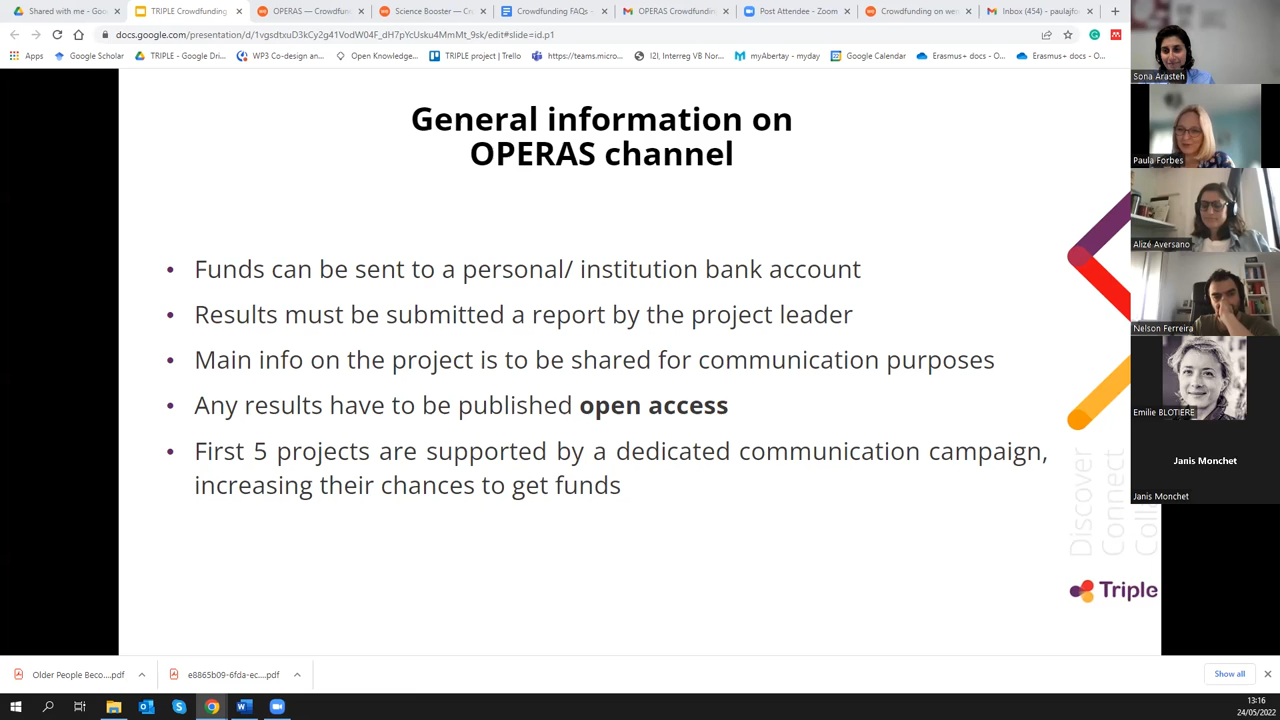 Shared with me - Goo
TRIPLE Crowdfunding
OPERAS — Crowdfun
Science Booster — Cr
Crowdfunding FAQs -
OPERAS Crowdfundin
Post Attendee - Zoom
Crowdfunding on we
Inbox (454) - paulajfo
docs.google.com/presentation/d/1vgsdtxuD3kCy2g41VodW04F_dH7pYcUsku4MmMt_9sk/edit#slide=id.p1
Apps
Google Scholar
TRIPLE - Google Dri...
WP3 Co-design an...
Open Knowledge...
TRIPLE project | Trello
https://teams.micro...
I2I, Interreg VB Nor...
myAbertay - myday
Google Calendar
Erasmus+ docs - O...
Erasmus+ docs - O...
General information on
OPERAS channel
• Funds can be sent to a personal/ institution bank account
• Results must be submitted a report by the project leader
• Main info on the project is to be shared for communication purposes
• Any results have to be published open access
• First 5 projects are supported by a dedicated communication campaign,
increasing their chances to get funds
Discover
Connect
Triple
Sona Arasteh
Paula Forbes
Alizé Aversano
Nelson Ferreira
Emilie BLOTIERE
Janis Monchet
Janis Monchet
Older People Beco....pdf
e8865b09-6fda-ec....pdf
Show all
13:16
24/05/2022